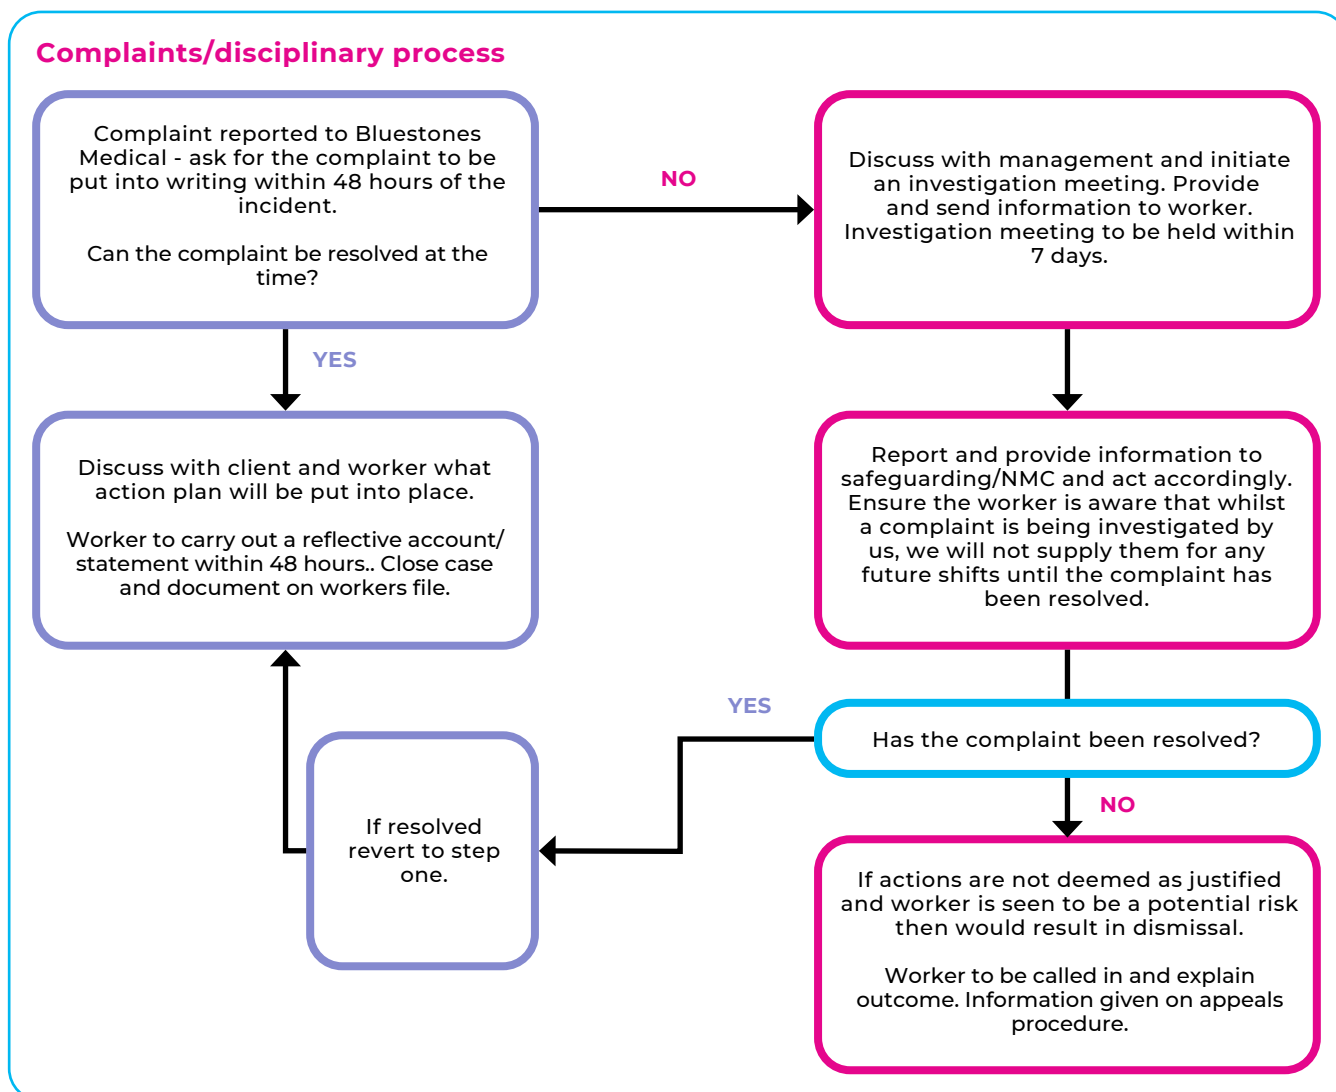 Complaints/disciplinary process
Complaint reported to Bluestones
Medical - ask for the complaint to be
put into writing within 48 hours of the
incident.
Can the complaint be resolved at the
time?
NO
Discuss with management and initiate
an investigation meeting. Provide
and send information to worker.
Investigation meeting to be held within
7 days.
YES
Discuss with client and worker what
action plan will be put into place.
Worker to carry out a reflective account/
statement within 48 hours.. Close case
and document on workers file.
Report and provide information to
safeguarding/NMC and act accordingly.
Ensure the worker is aware that whilst
a complaint is being investigated by
us, we will not supply them for any
future shifts until the complaint has
been resolved.
YES
Has the complaint been resolved?
If resolved
revert to step
one.
NO
If actions are not deemed as justified
and worker is seen to be a potential risk
then would result in dismissal.
Worker to be called in and explain
outcome. Information given on appeals
procedure.